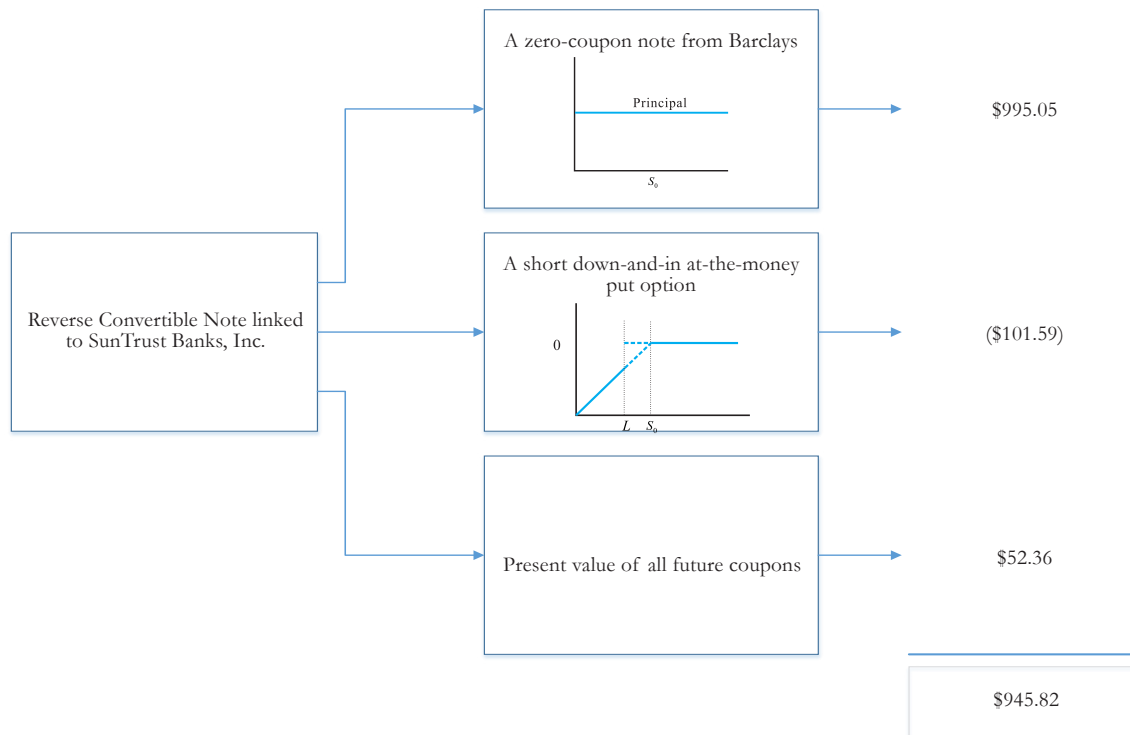 A zero-coupon note from Barclays
Principal
S₀
$995.05
Reverse Convertible Note linked
to SunTrust Banks, Inc.
A short down-and-in at-the-money
put option
0
L S₀
($101.59)
Present value of all future coupons
$52.36
$945.82